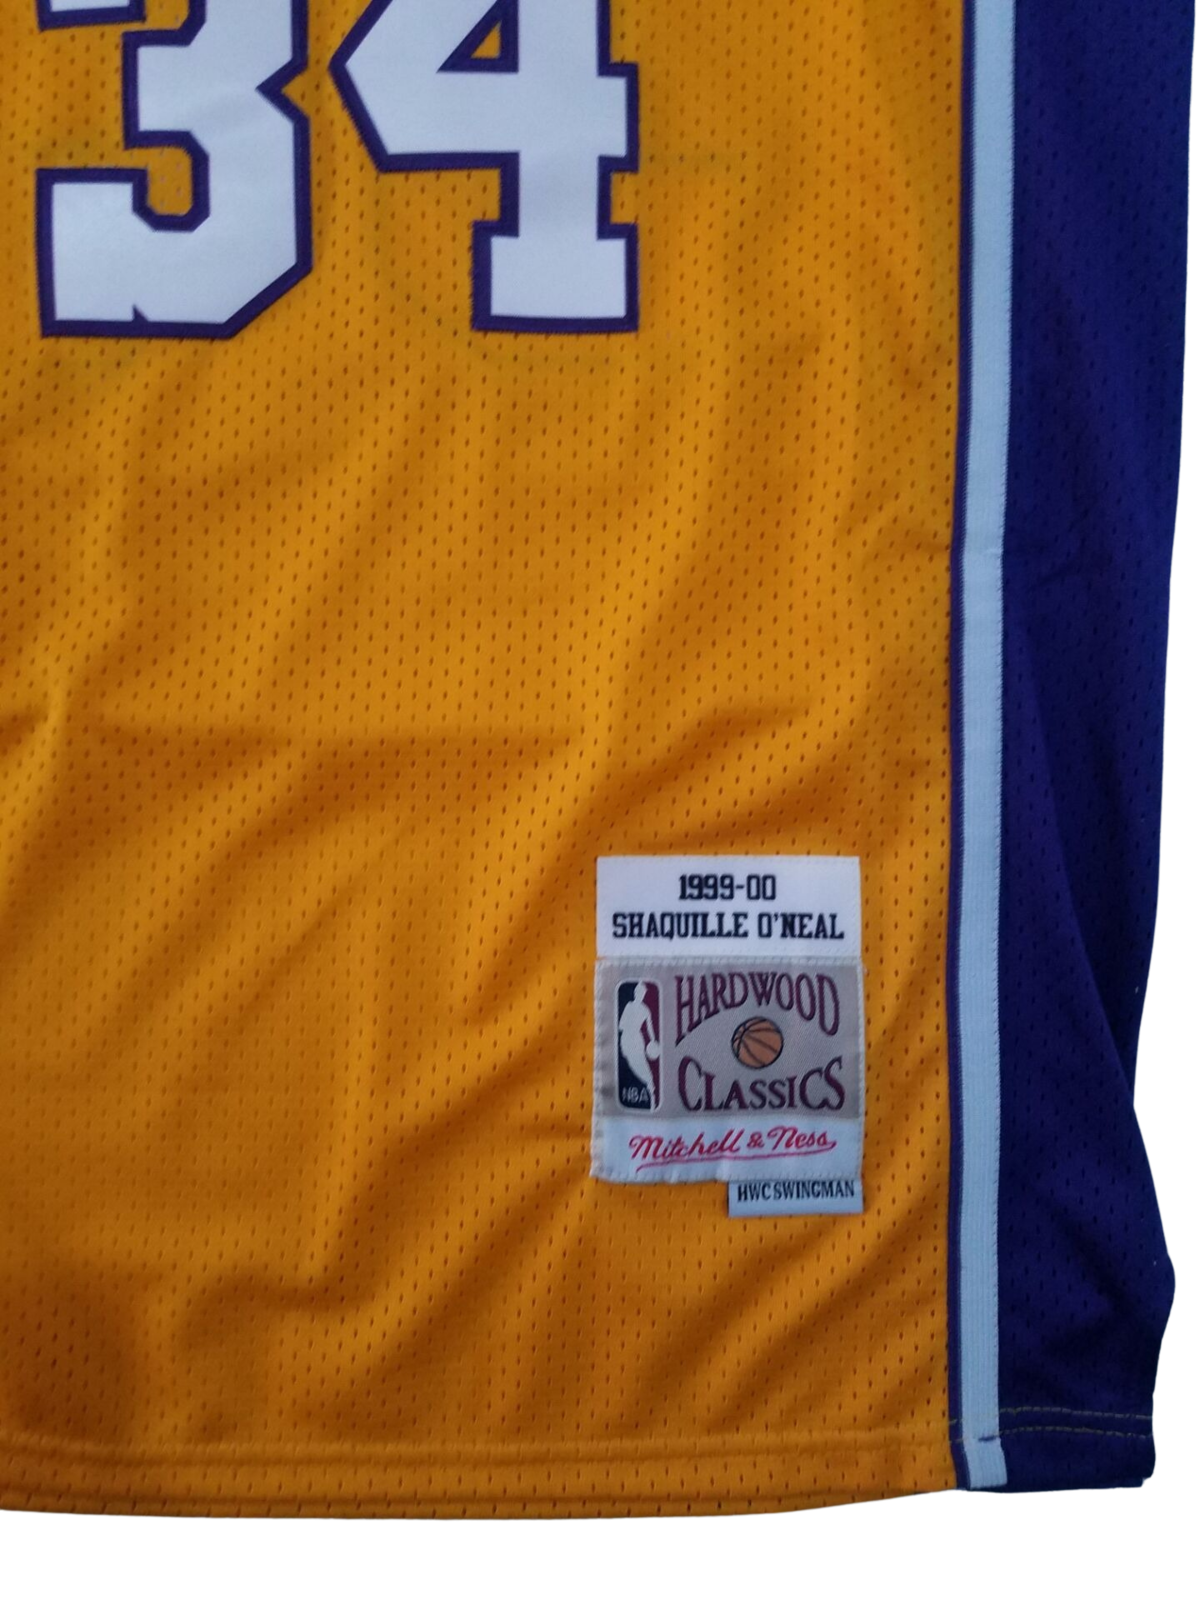 34
1999-00
SHAQUILLE O'NEAL
HARDWOOD
CLASSICS
NBA
Mitchell & Ness
HWC SWINGMAN